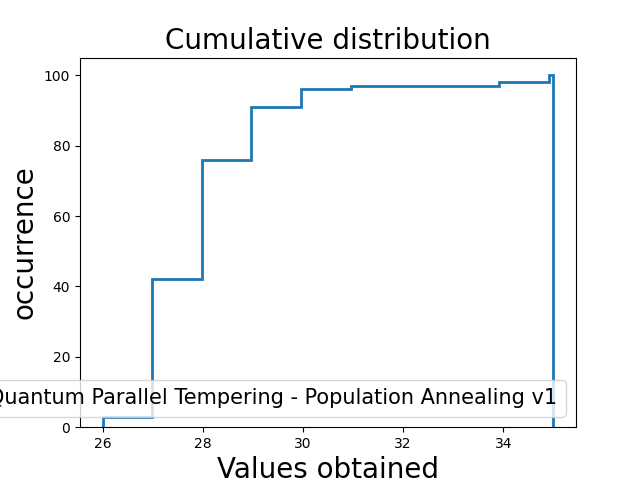 Cumulative distribution
100
80
60
40
20
0
occurrence
Quantum Parallel Tempering - Population Annealing v1
26 28 30 32 34
Values obtained